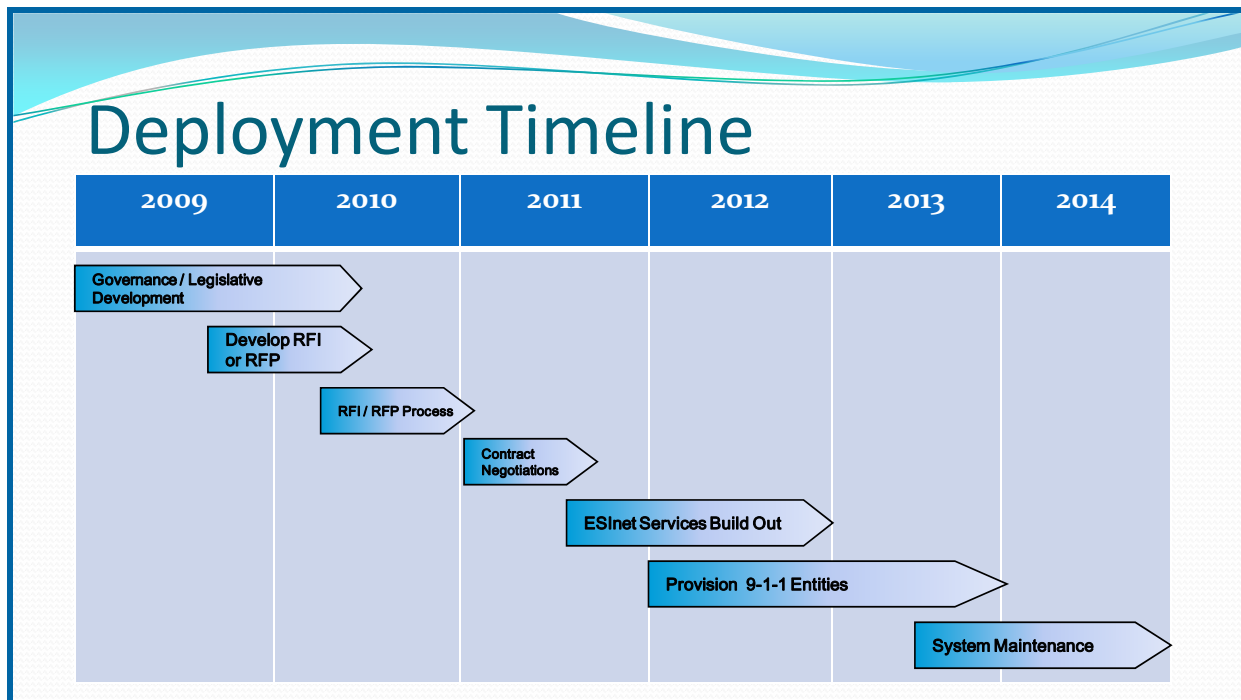 Deployment Timeline
2009 2010 2011 2012 2013 2014
Governance / Legislative
Development
Develop RFI
or RFP
RFI / RFP Process
Contract
Negotiations
ESInet Services Build Out
Provision 9-1-1 Entities
System Maintenance